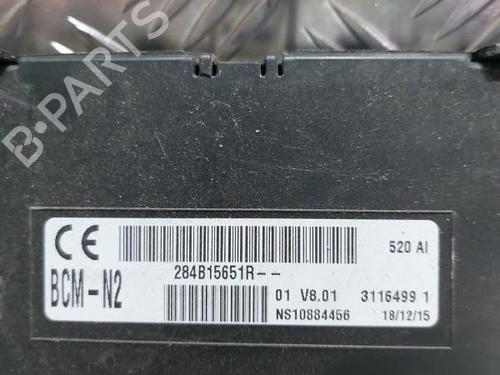 B-PARTS
CE
520 AI
284B15651R--
BCM-N2
01 V8.01 3116499 1
NS10884456 18/12/15